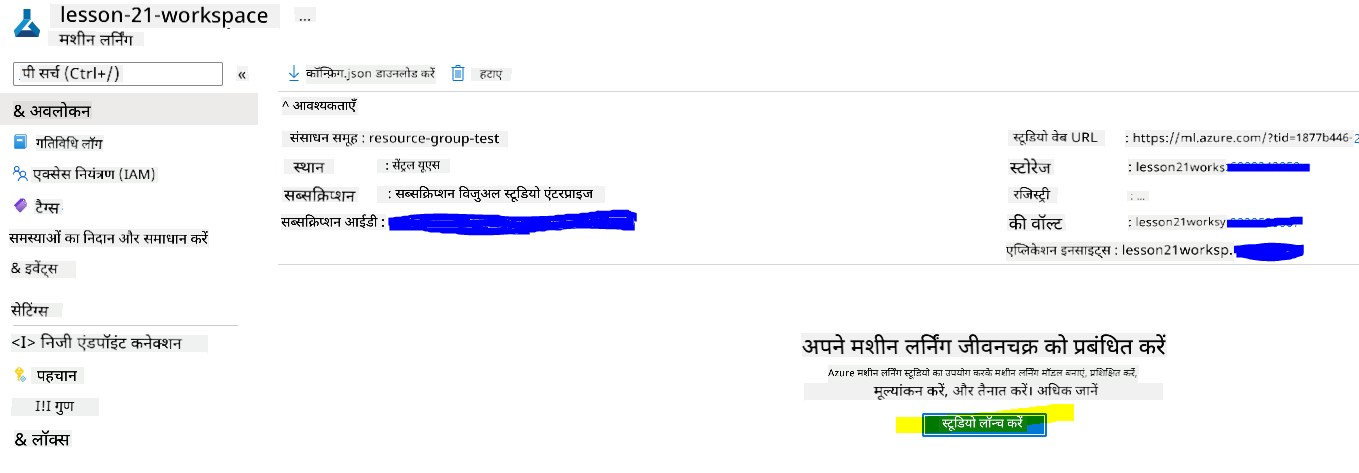 lesson-21-workspace ...
मशीन लर्निंग
पी सर्च (Ctrl+/) «
कॉन्फ़िग.json डाउनलोड करें हटाए
& अवलोकन
गतिविधि लॉग
एक्सेस नियंत्रण (IAM)
टैग्स
समस्याओं का निदान और समाधान करें
& इवेंट्स
सेटिंग्स
<I> निजी एंडपॉइंट कनेक्शन
पहचान
I!I गुण
& लॉक्स
^ आवश्यकताएँ
संसाधन समूह : resource-group-test
स्थान : सेंट्रल यूएस
सब्सक्रिप्शन : सब्सक्रिप्शन विजुअल स्टूडियो एंटरप्राइज
सब्सक्रिप्शन आईडी :
स्टूडियो वेब URL : https://ml.azure.com/?tid=1877b446-2
स्टोरेज : lesson21works
रजिस्ट्री : ...
की वॉल्ट : lesson21worksy
एप्लिकेशन इनसाइट्स : lesson21worksp.
अपने मशीन लर्निंग जीवनचक्र को प्रबंधित करें
Azure मशीन लर्निंग स्टूडियो का उपयोग करके मशीन लर्निंग मॉडल बनाएं, प्रशिक्षित करें,
मूल्यांकन करें, और तैनात करें। अधिक जानें
स्टूडियो लॉन्च करें